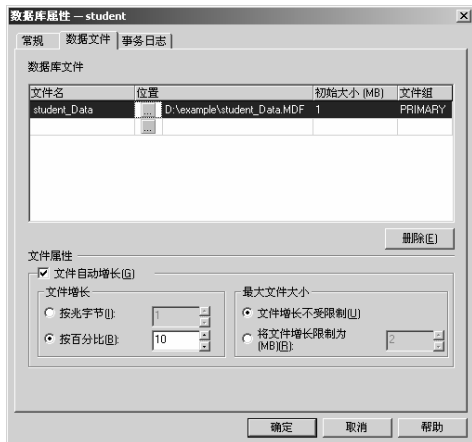 数据库属性 — student
常规 数据文件 事务日志
数据库文件
文件名 位置 初始大小 (MB) 文件组
student_Data ... D:\example\student_Data.MDF 1 PRIMARY
...
删除(E)
文件属性
文件自动增长(G)
文件增长 最大文件大小
按兆字节(I): 1 文件增长不受限制(U)
按百分比(B): 10 将文件增长限制为
(MB)(R): 2
确定 取消 帮助